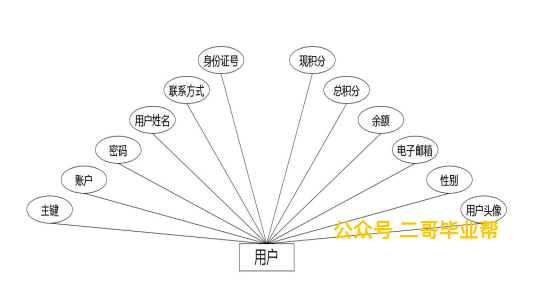 身份证号 现积分
联系方式 总积分
用户姓名 余额
密码 电子邮箱
账户 性别
主键 用户头像
公众号 二哥毕业帮
用户